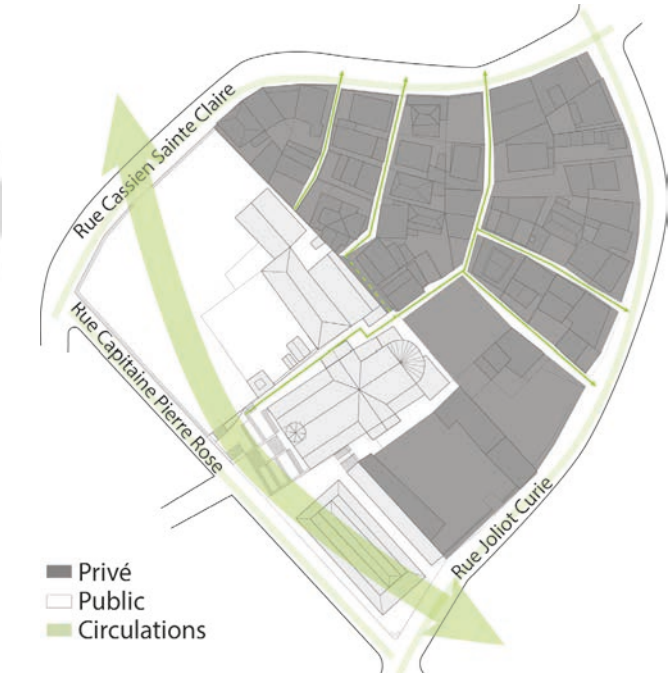 Rue Cassien Sainte Claire
Rue Capitaine Pierre Rose
Rue Joliot Curie
Privé
Public
Circulations